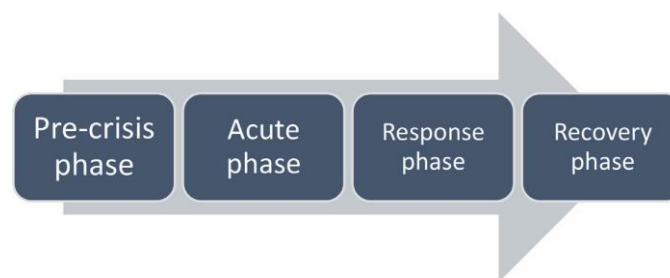 Pre-crisis
phase
Acute
phase
Response
phase
Recovery
phase